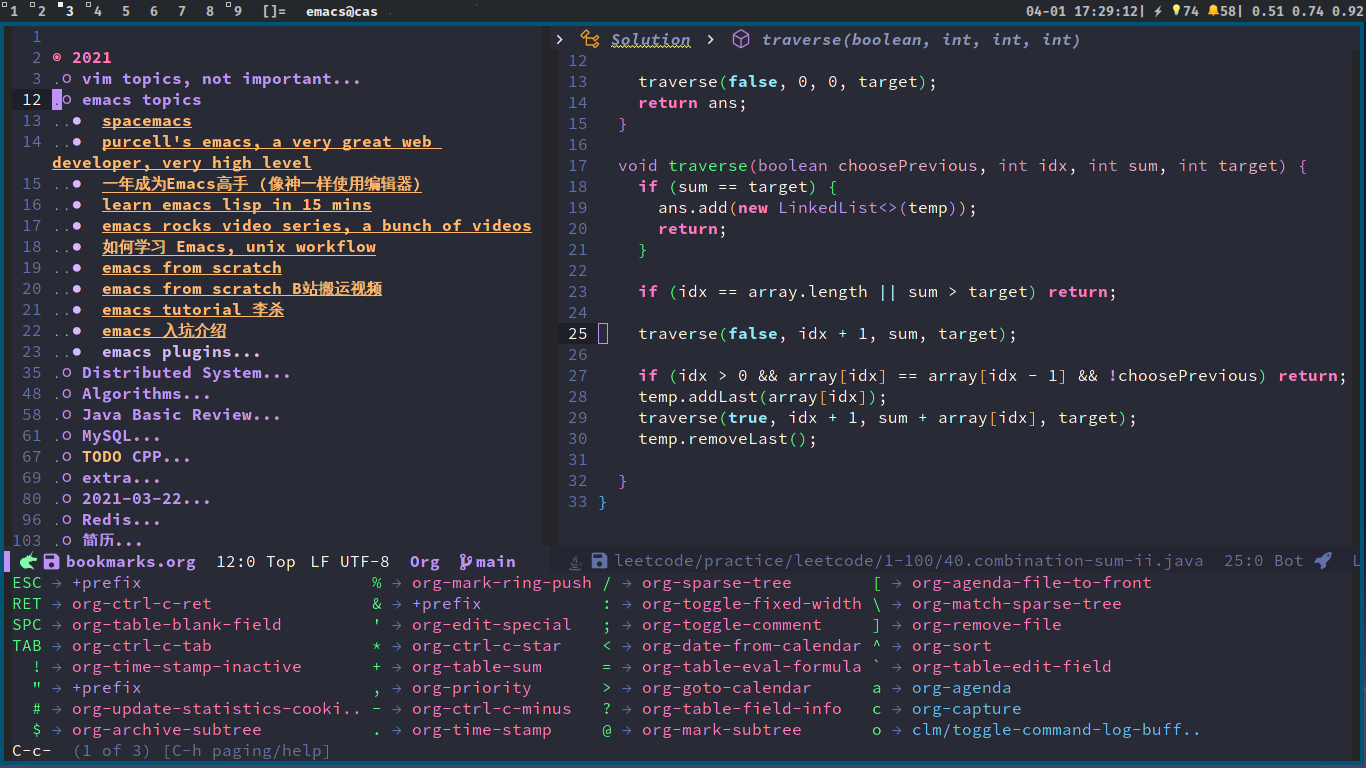 1 2 3 4 5 6 7 8 9 []= emacs@cas 04-01 17:29:12| ⚡ 74 58| 0.51 0.74 0.92
1
2 2021
3 .o vim topics, not important...
12 .o emacs topics
13 ..● spacemacs
14 ..● purcell's emacs, a very great web
developer, very high level
15 ..● 一年成为Emacs高手 (像神一样使用编辑器)
16 ..● learn emacs lisp in 15 mins
17 ..● emacs rocks video series, a bunch of videos
18 ..● 如何学习 Emacs, unix workflow
19 ..● emacs from scratch
20 ..● emacs from scratch B站搬运视频
21 ..● emacs tutorial 李杀
22 ..● emacs 入坑介绍
23 ..● emacs plugins...
35 .o Distributed System...
48 .o Algorithms...
58 .o Java Basic Review...
61 .o MySQL...
67 .o TODO CPP...
69 .o extra...
80 .o 2021-03-22...
96 .o Redis...
103 .o 简历...
bookmarks.org 12:0 Top LF UTF-8 Org main
> Solution > traverse(boolean, int, int, int)
12
13 traverse(false, 0, 0, target);
14 return ans;
15 }
16
17 void traverse(boolean choosePrevious, int idx, int sum, int target) {
18 if (sum == target) {
19 ans.add(new LinkedList<>(temp));
20 return;
21 }
22
23 if (idx == array.length || sum > target) return;
24
25 traverse(false, idx + 1, sum, target);
26
27 if (idx > 0 && array[idx] == array[idx - 1] && !choosePrevious) return;
28 temp.addLast(array[idx]);
29 traverse(true, idx + 1, sum + array[idx], target);
30 temp.removeLast();
31
32 }
33 }
leetcode/practice/leetcode/1-100/40.combination-sum-ii.java 25:0 Bot L
ESC → +prefix % → org-mark-ring-push / → org-sparse-tree [ → org-agenda-file-to-front
RET → org-ctrl-c-ret & → +prefix : → org-toggle-fixed-width \ → org-match-sparse-tree
SPC → org-table-blank-field ' → org-edit-special ; → org-toggle-comment ] → org-remove-file
TAB → org-ctrl-c-tab * → org-ctrl-c-star < → org-date-from-calendar ^ → org-sort
! → org-time-stamp-inactive + → org-table-sum = → org-table-eval-formula ` → org-table-edit-field
" → +prefix , → org-priority > → org-goto-calendar a → org-agenda
# → org-update-statistics-cooki.. - → org-ctrl-c-minus ? → org-table-field-info c → org-capture
$ → org-archive-subtree . → org-time-stamp @ → org-mark-subtree o → clm/toggle-command-log-buff..
C-c- (1 of 3) [C-h paging/help]